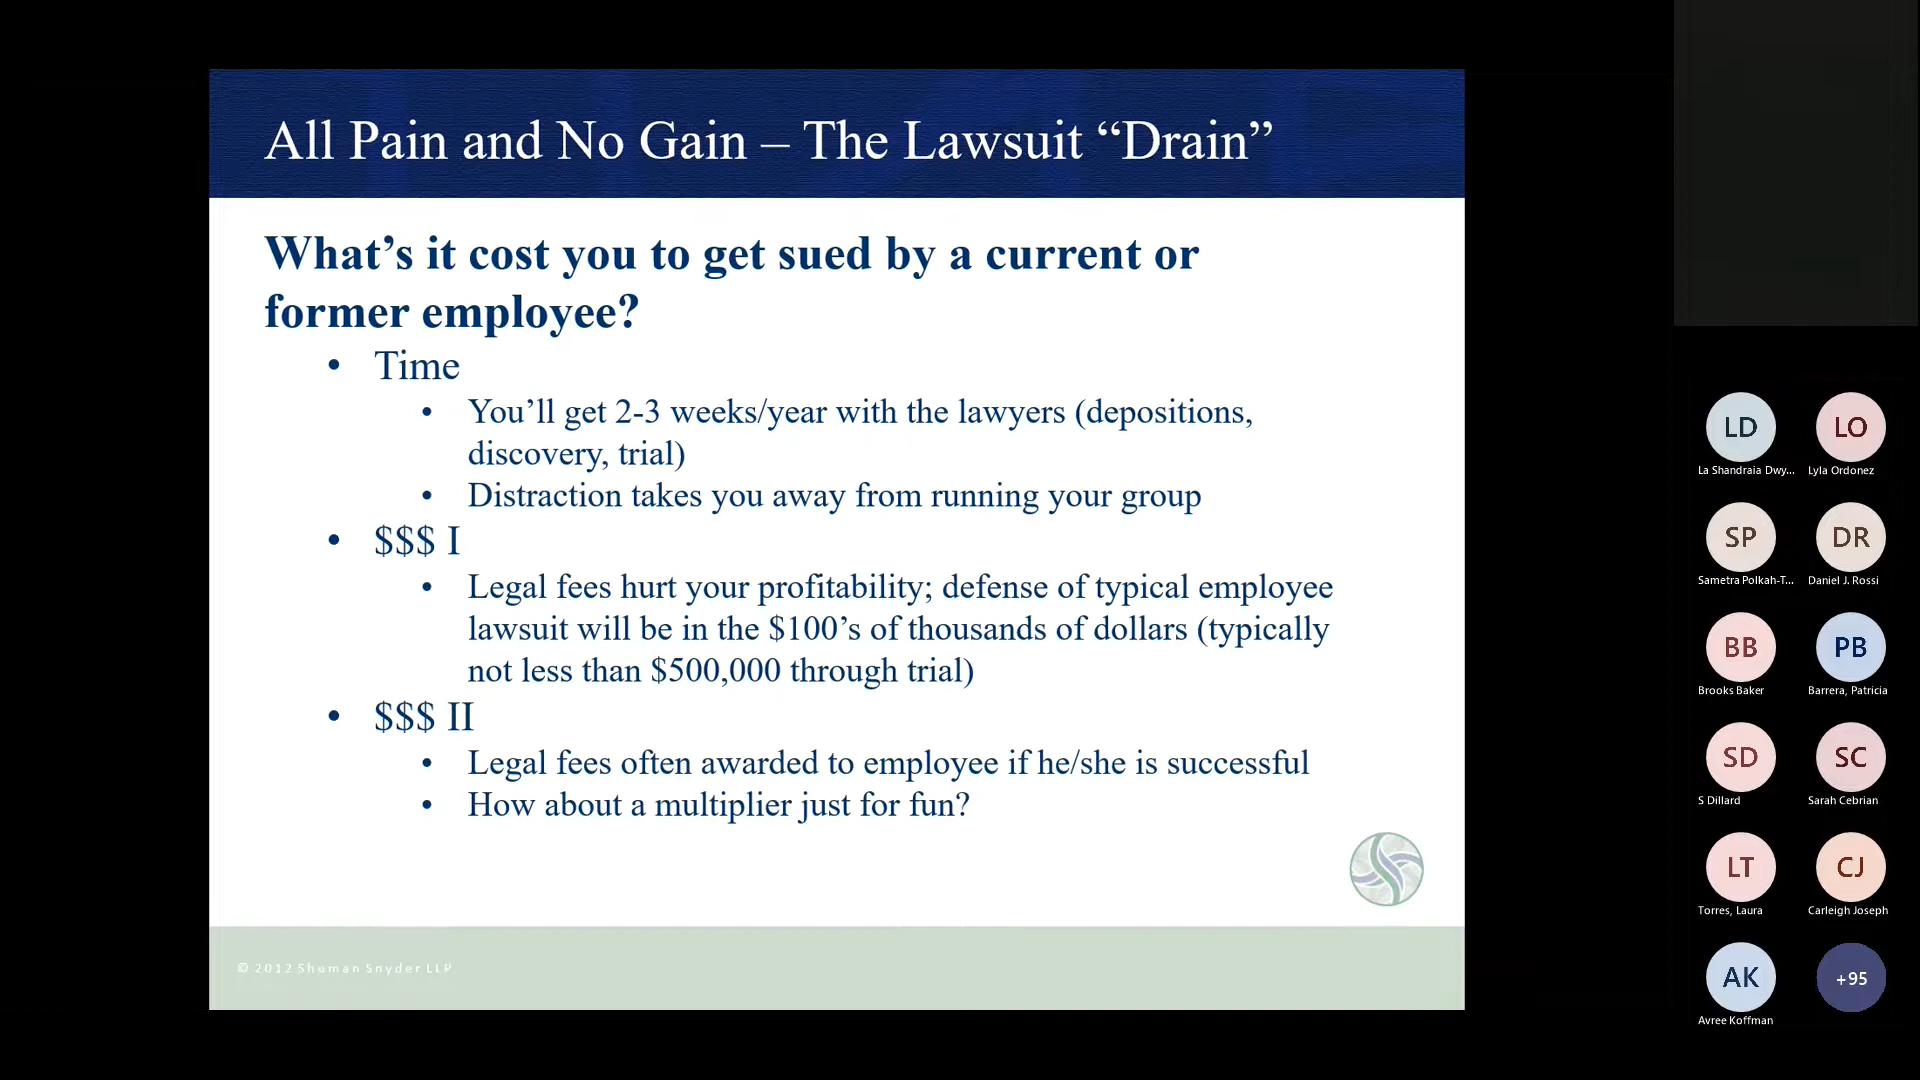 All Pain and No Gain – The Lawsuit “Drain”
What’s it cost you to get sued by a current or
former employee?
• Time
• You’ll get 2-3 weeks/year with the lawyers (depositions,
discovery, trial)
• Distraction takes you away from running your group
• $$$ I
• Legal fees hurt your profitability; defense of typical employee
lawsuit will be in the $100’s of thousands of dollars (typically
not less than $500,000 through trial)
• $$$ II
• Legal fees often awarded to employee if he/she is successful
• How about a multiplier just for fun?
© 2012 Shuman Snyder LLP
LD LO
La Shandraia Dwy... Lyla Ordonez
SP DR
Sametra Polkah-T... Daniel J. Rossi
BB PB
Brooks Baker Barrera, Patricia
SD SC
S Dillard Sarah Cebrian
LT CJ
Torres, Laura Carleigh Joseph
AK +95
Avree Koffman